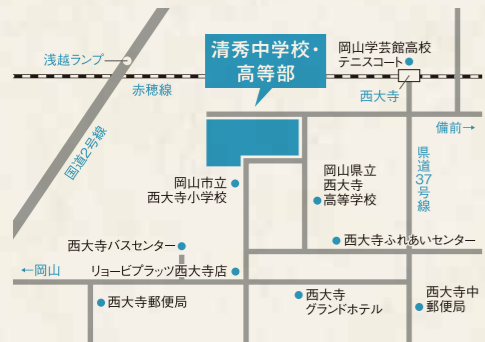 清秀中学校・
高等部
岡山学芸館高校
テニスコート
浅越ランプ
赤穂線
西大寺
国道2号線
備前→
県道37号線
岡山市立
西大寺小学校
岡山県立
西大寺
高等学校
西大寺バスセンター
西大寺ふれあいセンター
←岡山
リョービプラッツ西大寺店
西大寺郵便局
西大寺
グランドホテル
西大寺中
郵便局